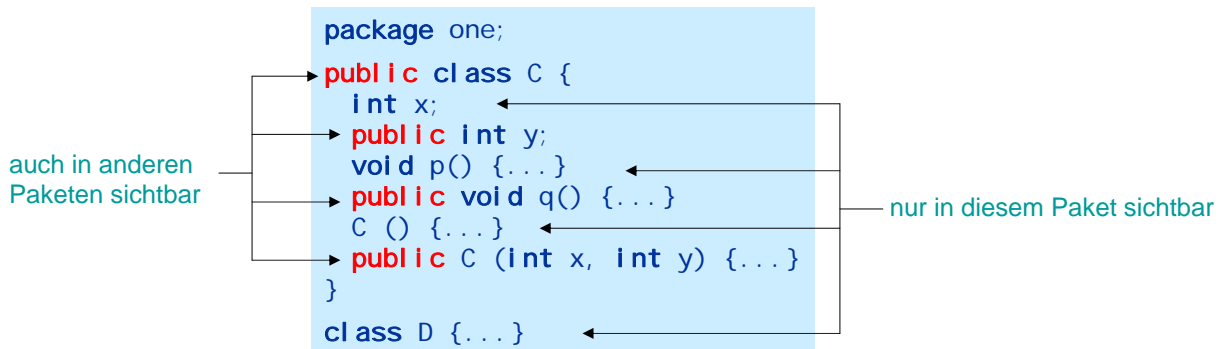 package one;
public class C {
int x;
public int y;
void p() {...}
public void q() {...}
C () {...}
public C (int x, int y) {...}
}
class D {...}
auch in anderen
Paketen sichtbar
nur in diesem Paket sichtbar